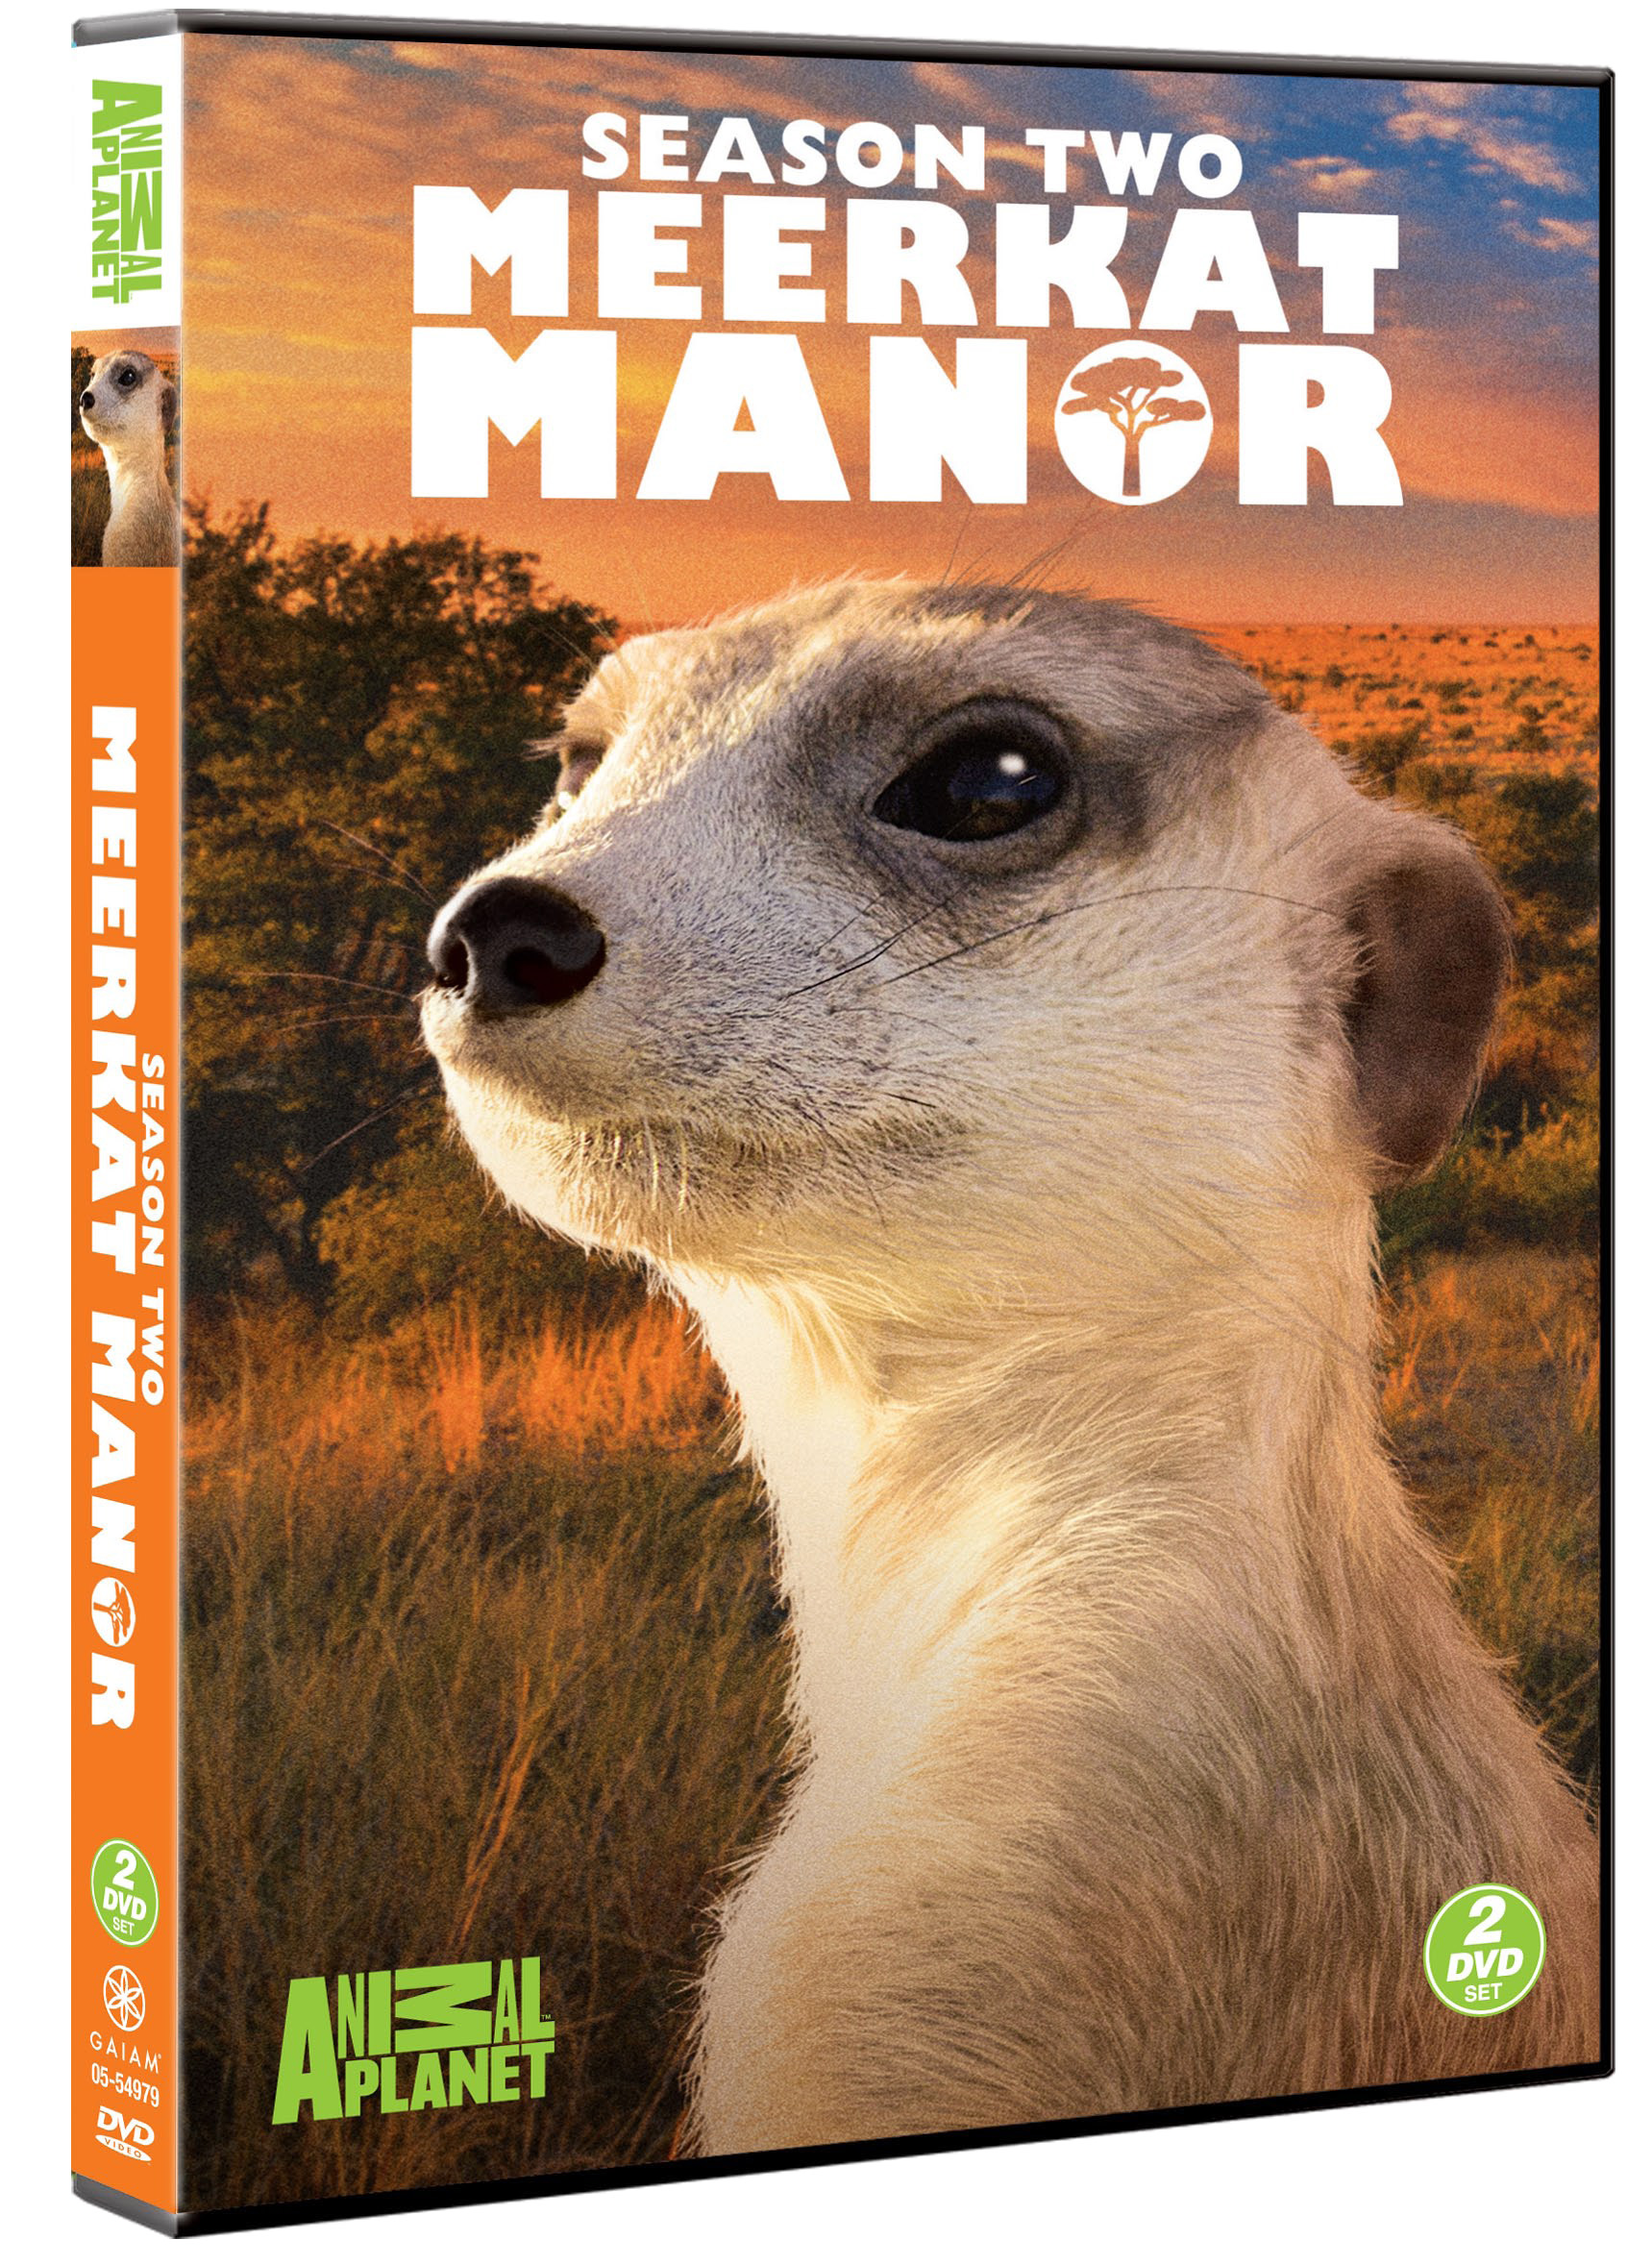 ANIMAL
PLANET
SEASON TWO
MEERKAT MANOR
2
DVD
SET
GAIAM
05-54979
DVD
VIDEO
SEASON TWO
MEERKAT
MANOR
ANIMAL™
PLANET
2
DVD
SET